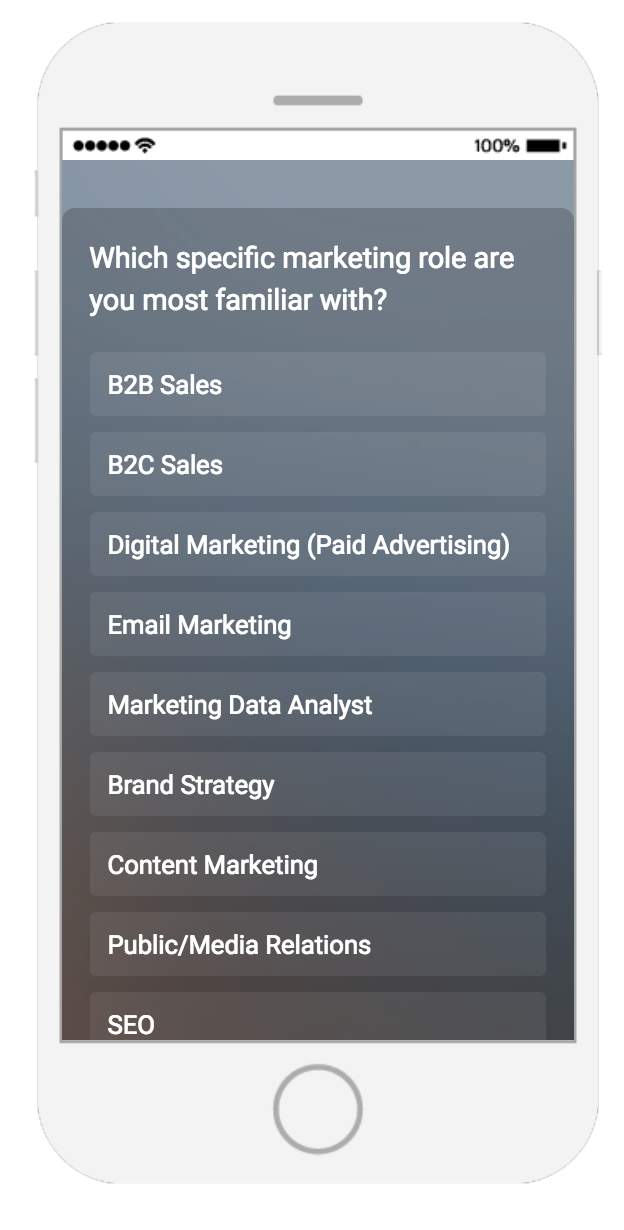 100%
Which specific marketing role are
you most familiar with?
B2B Sales
B2C Sales
Digital Marketing (Paid Advertising)
Email Marketing
Marketing Data Analyst
Brand Strategy
Content Marketing
Public/Media Relations
SEO